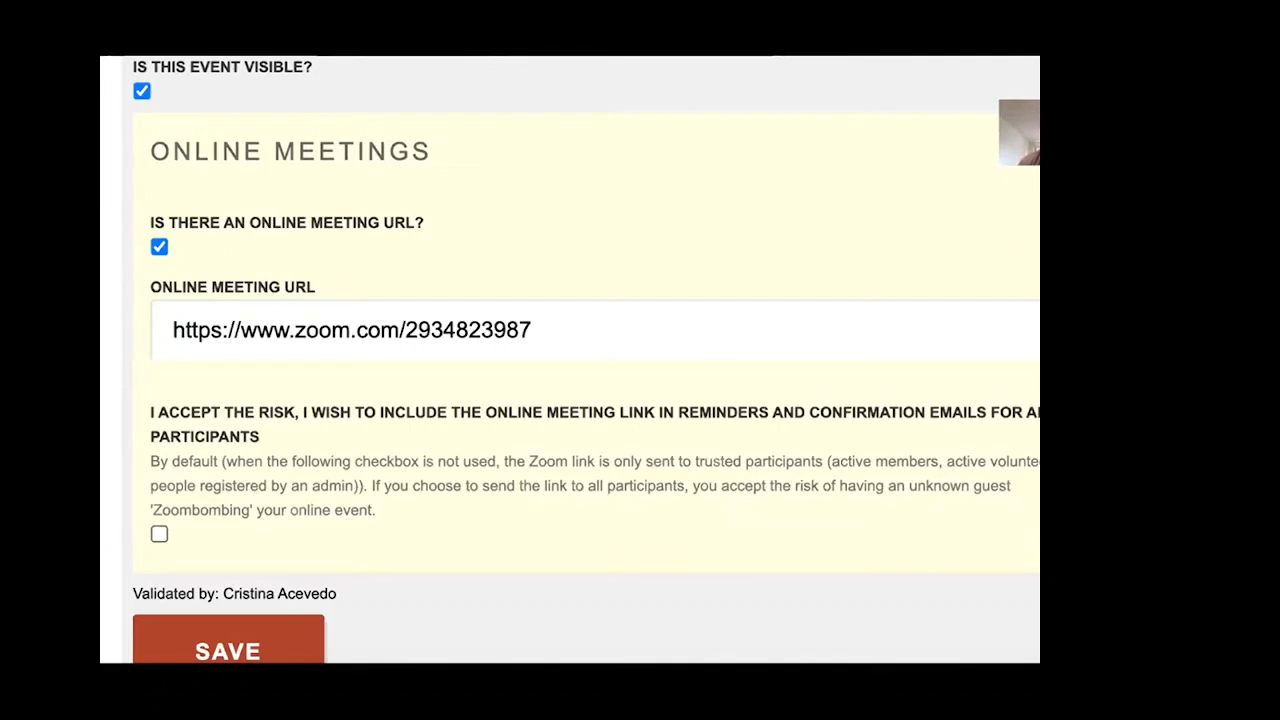 IS THIS EVENT VISIBLE?
ONLINE MEETINGS
IS THERE AN ONLINE MEETING URL?
ONLINE MEETING URL
https://www.zoom.com/2934823987
I ACCEPT THE RISK, I WISH TO INCLUDE THE ONLINE MEETING LINK IN REMINDERS AND CONFIRMATION EMAILS FOR
PARTICIPANTS
By default (when the following checkbox is not used, the Zoom link is only sent to trusted participants (active members, active
people registered by an admin)). If you choose to send the link to all participants, you accept the risk of having an unknown guest
'Zoombombing' your online event.
Validated by: Cristina Acevedo
SAVE